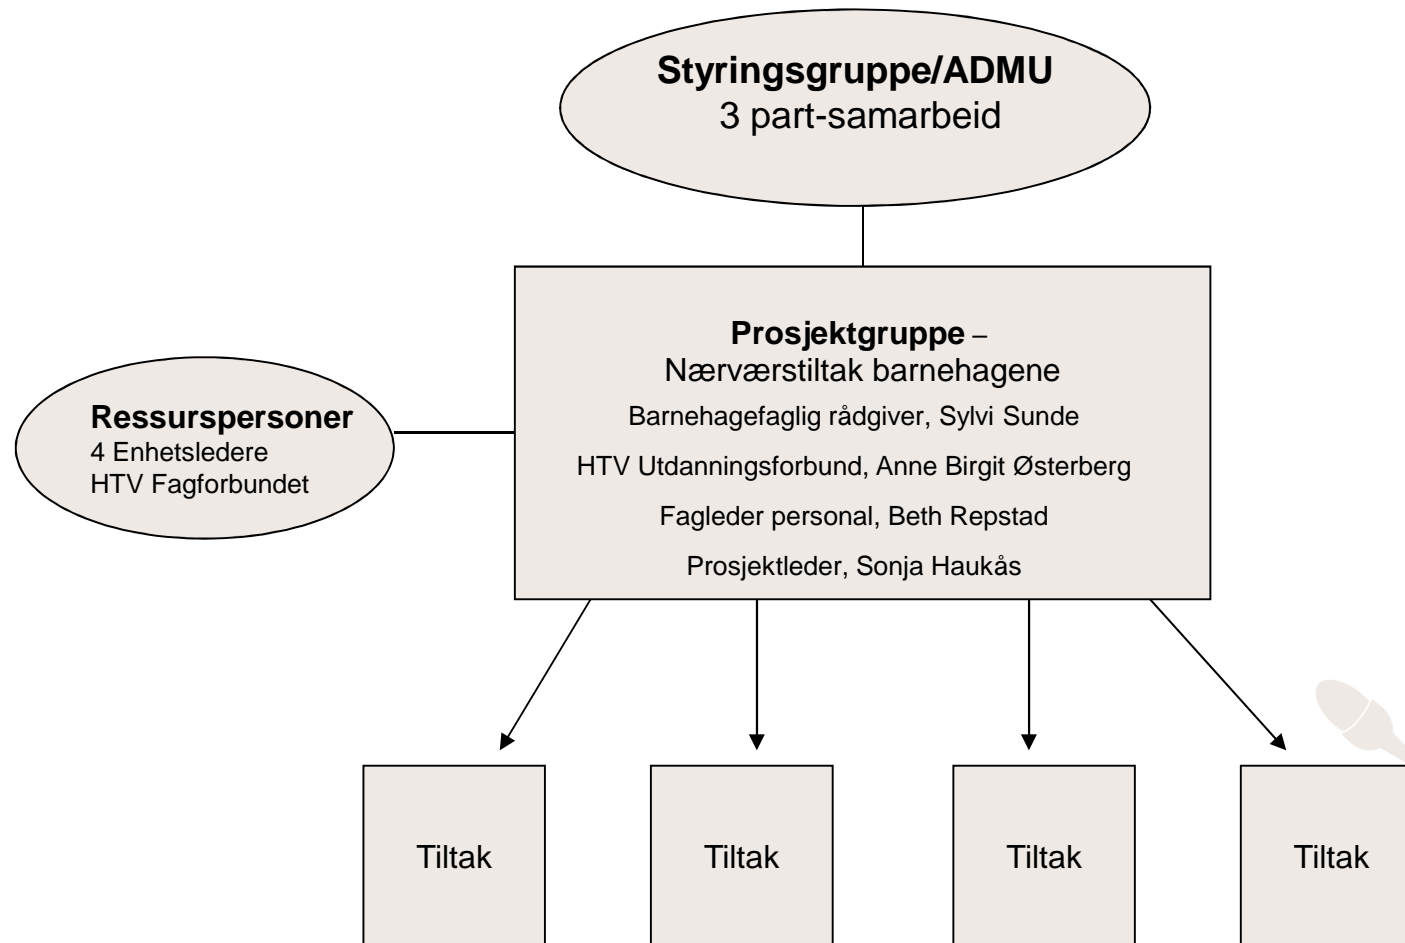 Styringsgruppe/ADMU
3 part-samarbeid
Prosjektgruppe –
Nærværstiltak barnehagene
Barnehagefaglig rådgiver, Sylvi Sunde
HTV Utdanningsforbund, Anne Birgit Østerberg
Fagleder personal, Beth Repstad
Prosjektleder, Sonja Haukås
Ressurspersoner
4 Enhetsledere
HTV Fagforbundet
Tiltak
Tiltak
Tiltak
Tiltak